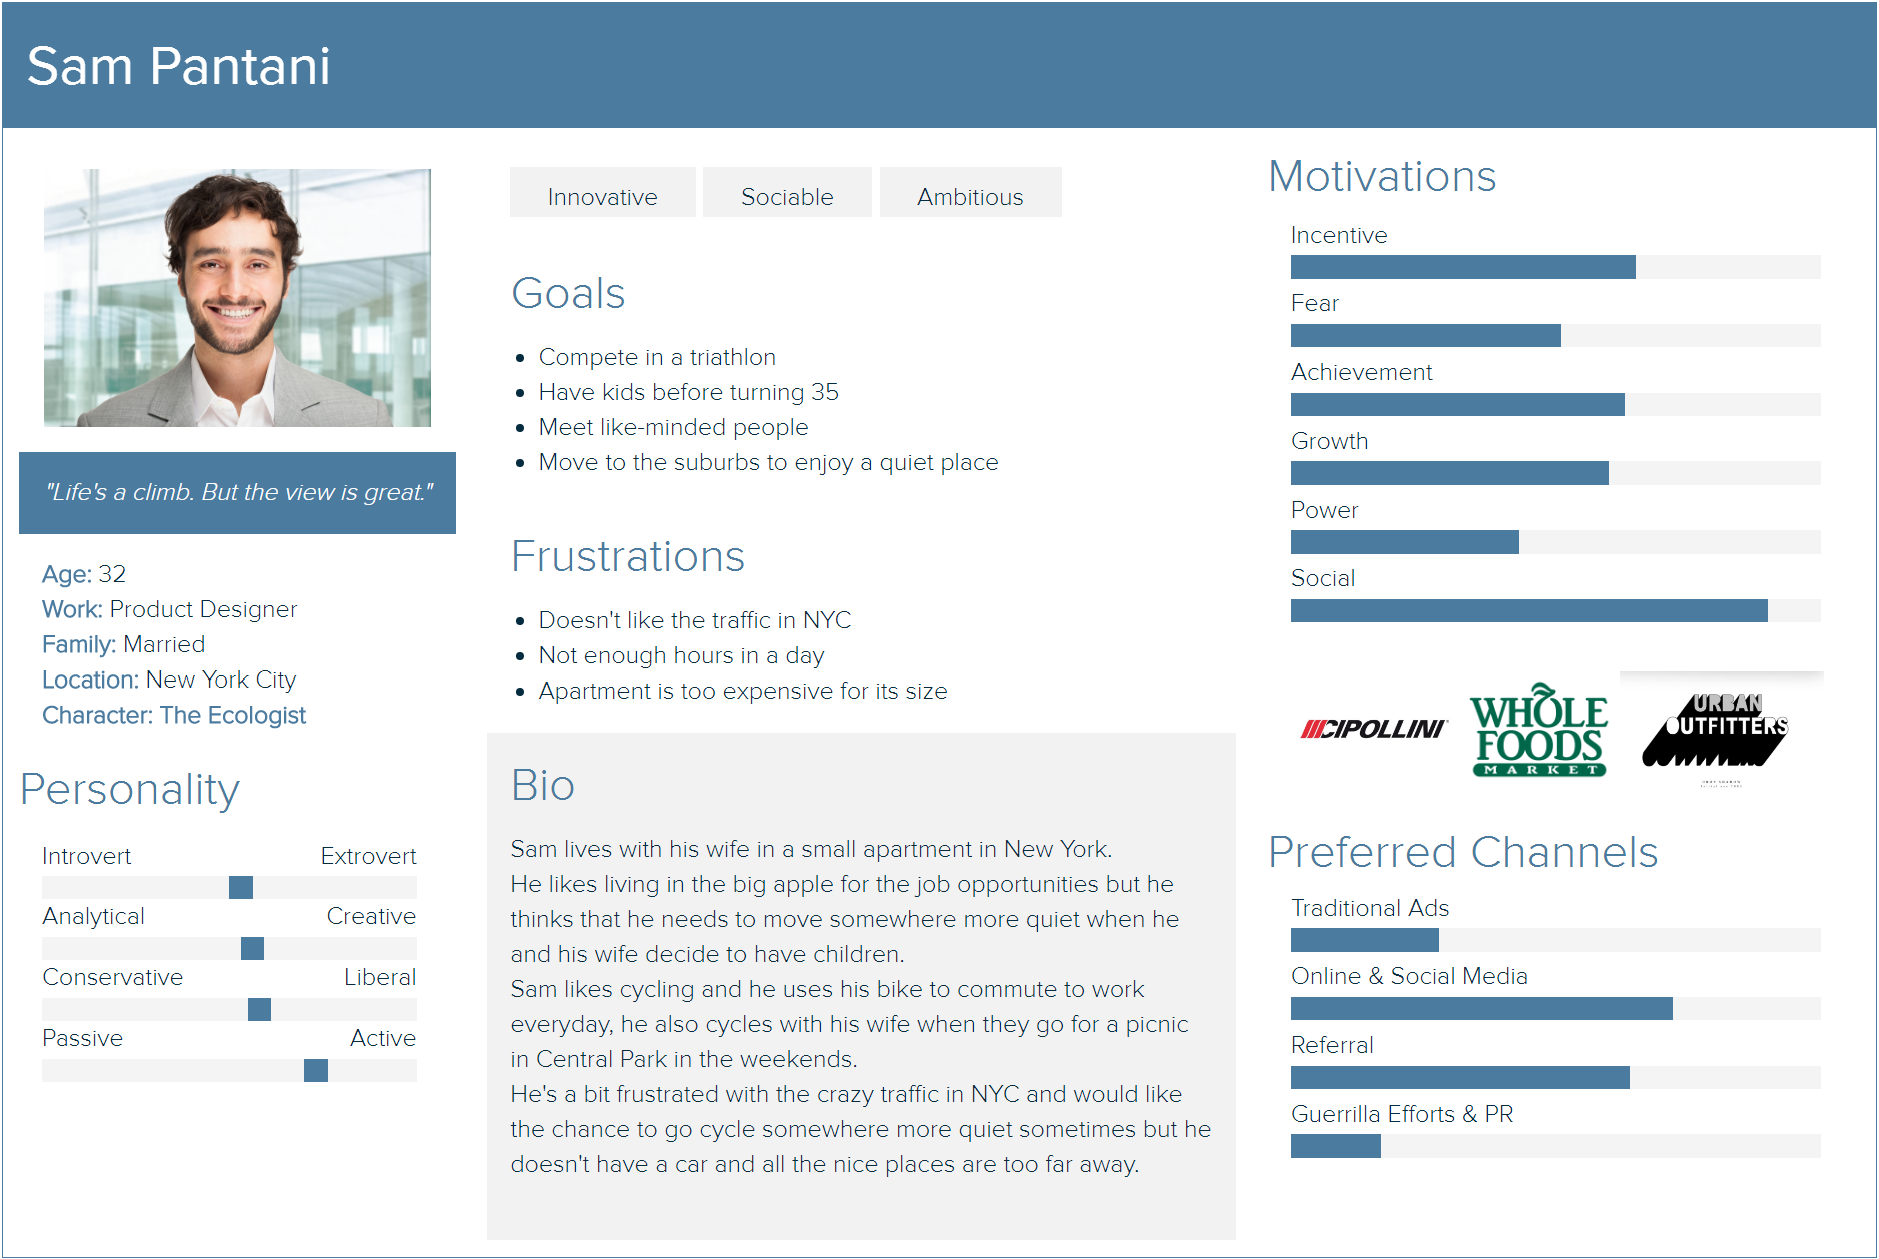 Sam Pantani
"Life's a climb. But the view is great."
Age: 32
Work: Product Designer
Family: Married
Location: New York City
Character: The Ecologist
Personality
Introvert Extrovert
Analytical Creative
Conservative Liberal
Passive Active
Innovative Sociable Ambitious
Goals
Compete in a triathlon
Have kids before turning 35
Meet like-minded people
Move to the suburbs to enjoy a quiet place
Frustrations
Doesn't like the traffic in NYC
Not enough hours in a day
Apartment is too expensive for its size
Bio
Sam lives with his wife in a small apartment in New York.
He likes living in the big apple for the job opportunities but he
thinks that he needs to move somewhere more quiet when he
and his wife decide to have children.
Sam likes cycling and he uses his bike to commute to work
everyday, he also cycles with his wife when they go for a picnic
in Central Park in the weekends.
He's a bit frustrated with the crazy traffic in NYC and would like
the chance to go cycle somewhere more quiet sometimes but he
doesn't have a car and all the nice places are too far away.
Motivations
Incentive
Fear
Achievement
Growth
Power
Social
CIPOLLINI
WHOLE
FOODS
MARKET
URBAN
OUTFITTERS
Preferred Channels
Traditional Ads
Online & Social Media
Referral
Guerrilla Efforts & PR